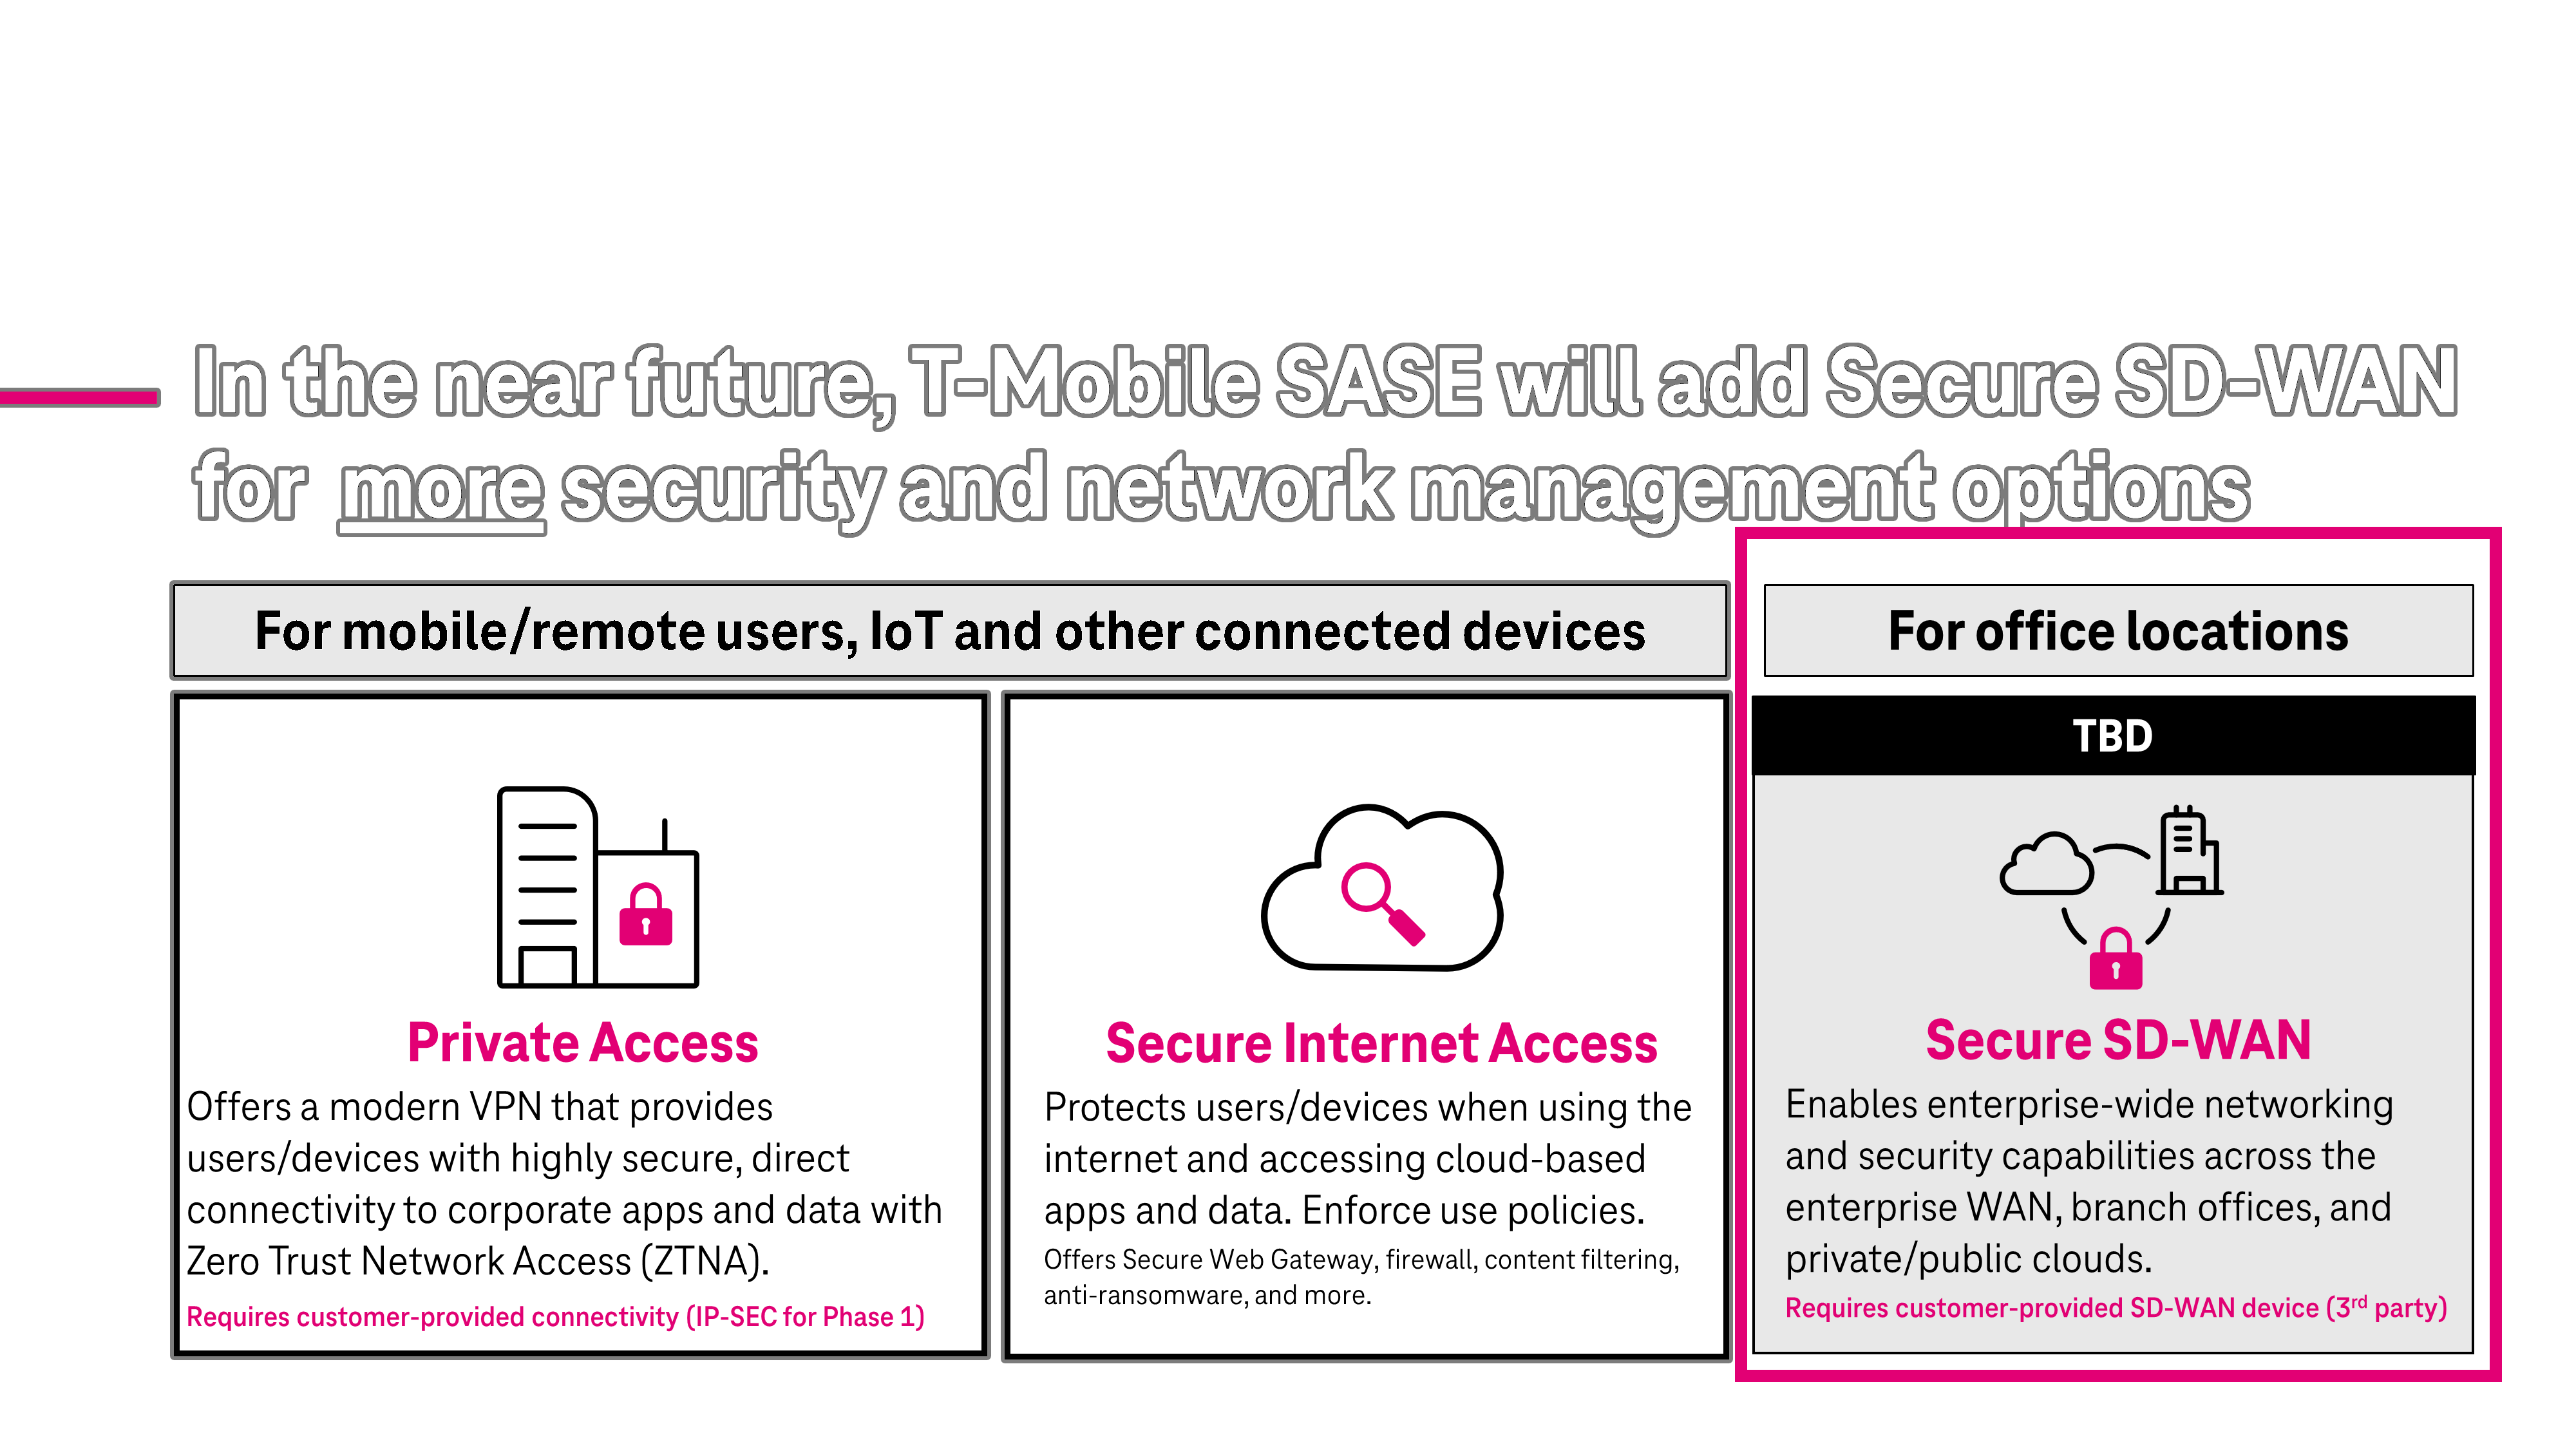 In the near future, T-Mobile SASE will add Secure SD-WAN
for more security and network management options
For mobile/remote users, IoT and other connected devices
Private Access
Offers a modern VPN that provides
users/devices with highly secure, direct
connectivity to corporate apps and data with
Zero Trust Network Access (ZTNA).
Requires customer-provided connectivity (IP-SEC for Phase 1)
Secure Internet Access
Protects users/devices when using the
internet and accessing cloud-based
apps and data. Enforce use policies.
Offers Secure Web Gateway, firewall, content filtering,
anti-ransomware, and more.
For office locations
TBD
Secure SD-WAN
Enables enterprise-wide networking
and security capabilities across the
enterprise WAN, branch offices, and
private/public clouds.
Requires customer-provided SD-WAN device (3rd party)